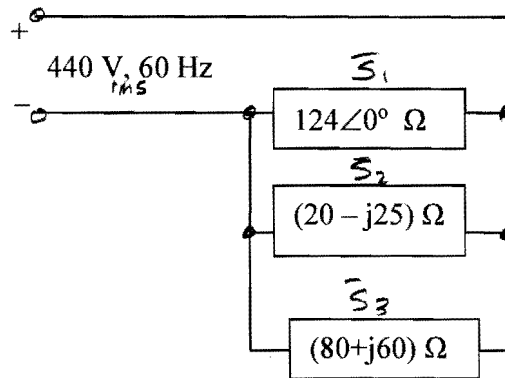 +
440 V, 60 Hz
rms
−
S̅₁
124∠0° Ω
S̅₂
(20 – j25) Ω
S̅₃
(80+j60) Ω